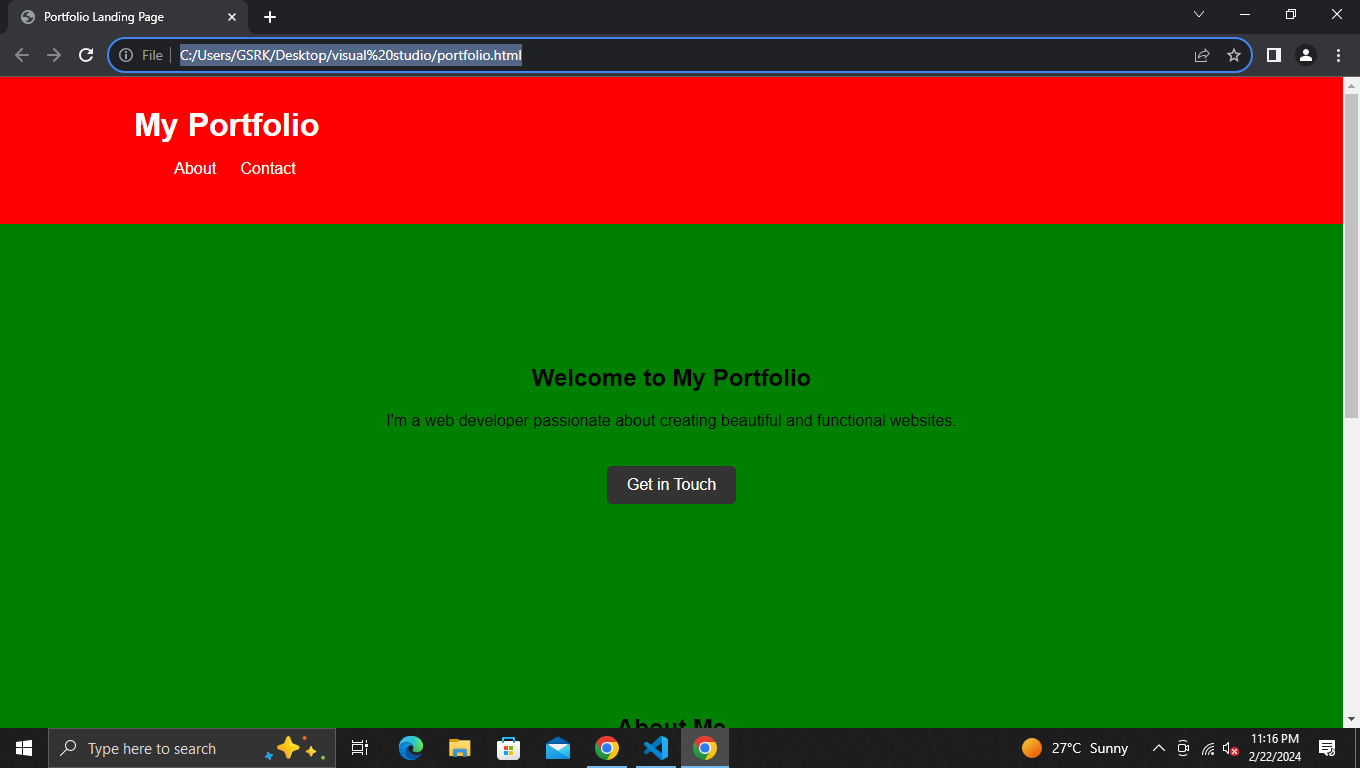 Portfolio Landing Page
File
C:/Users/GSRK/Desktop/visual%20studio/portfolio.html
My Portfolio
About Contact
Welcome to My Portfolio
I'm a web developer passionate about creating beautiful and functional websites.
Get in Touch
About Me
Type here to search
27°C Sunny
11:16 PM
2/22/2024